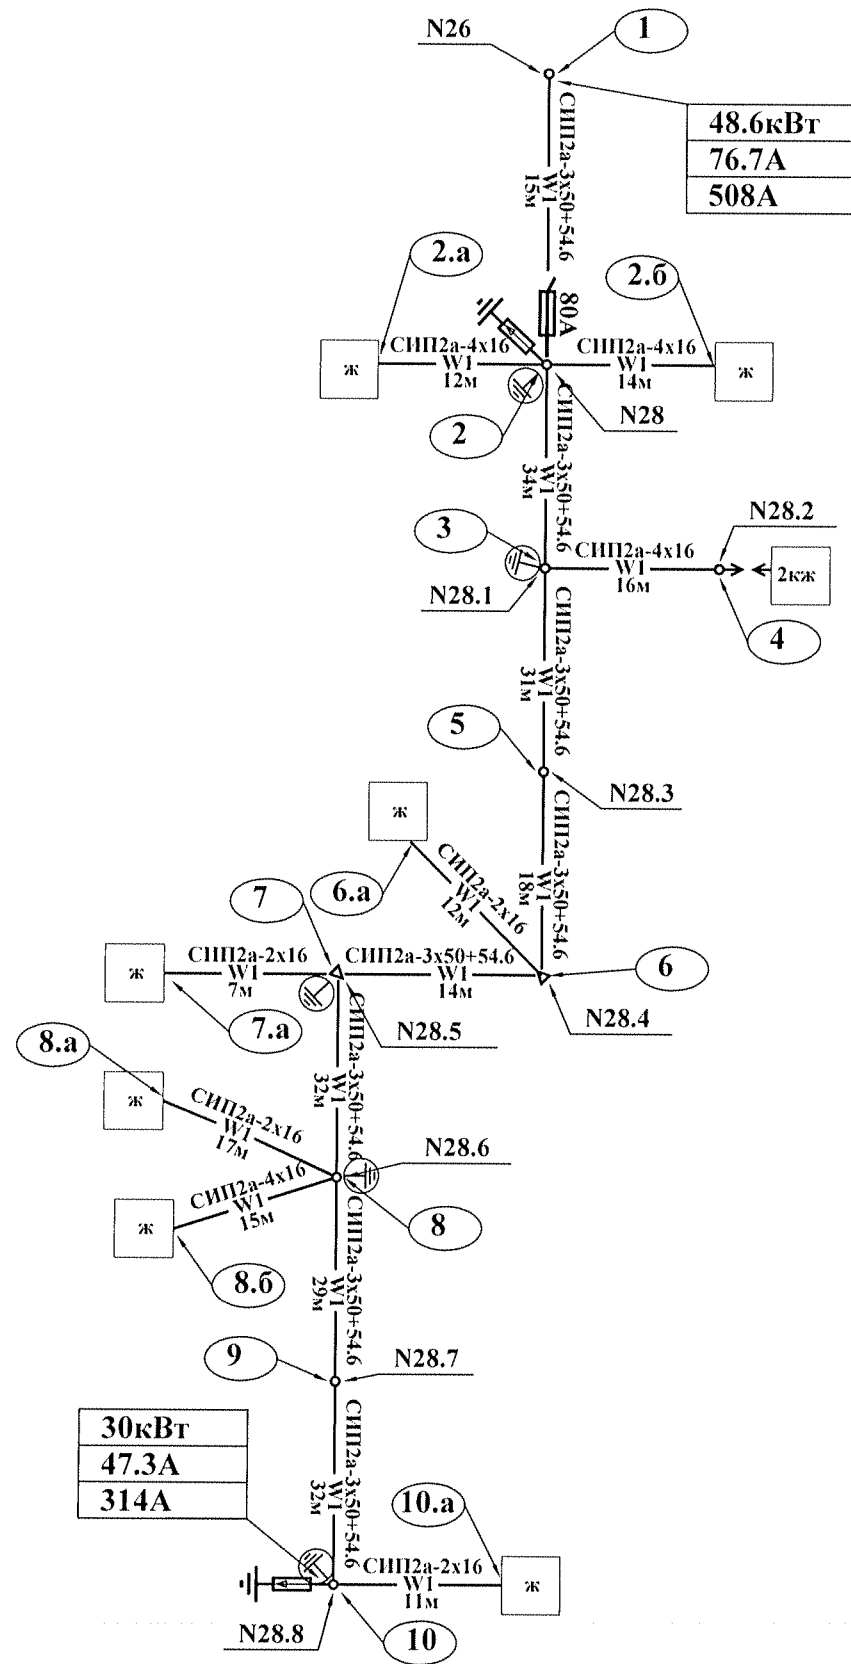 N26
1
48.6кВт
76.7А
508А
СИП2а-3х50+54.6
W1
15м
2.а
2.б
80А
ж
СИП2а-4х16
W1
12м
СИП2а-4х16
W1
14м
ж
2
N28
СИП2а-3х50+54.6
W1
34м
3
N28.2
СИП2а-4х16
W1
16м
2кж
N28.1
4
СИП2а-3х50+54.6
W1
31м
5
N28.3
ж
СИП2а-3х50+54.6
W1
18м
СИП2а-2х16
W1
12м
6.а
7
СИП2а-2х16
W1
7м
СИП2а-3х50+54.6
W1
14м
6
ж
7.а
N28.5
N28.4
8.а
СИП2а-3х50+54.6
W1
32м
ж
СИП2а-2х16
W1
17м
N28.6
СИП2а-4х16
W1
15м
ж
8
8.б
СИП2а-3х50+54.6
W1
29м
9
N28.7
30кВт
47.3А
314А
СИП2а-3х50+54.6
W1
32м
10.а
СИП2а-2х16
W1
11м
ж
N28.8
10